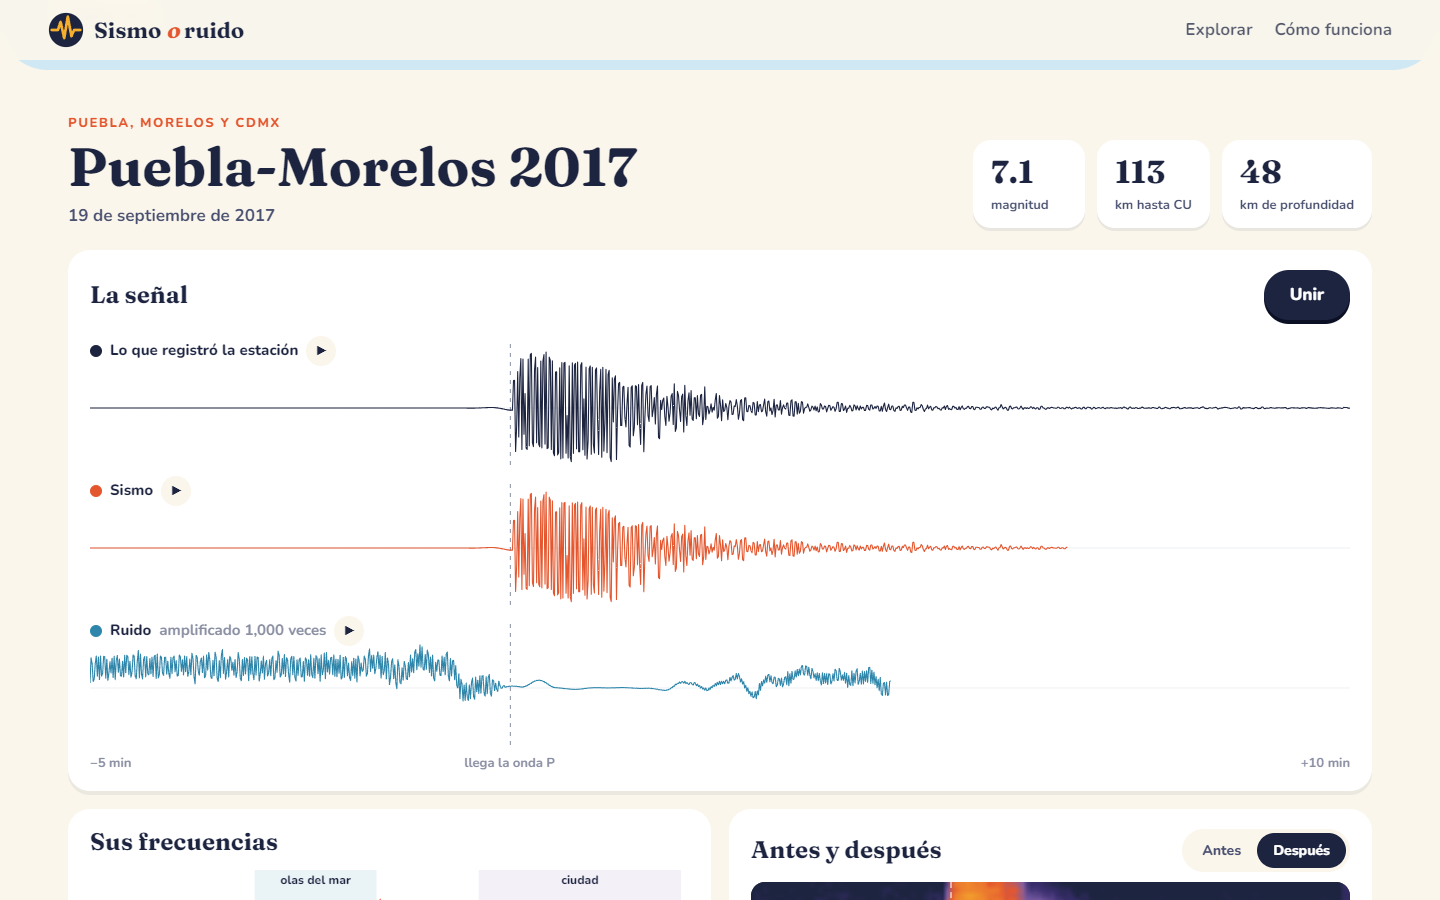 Sismo o ruido
Explorar Cómo funciona
PUEBLA, MORELOS Y CDMX
Puebla-Morelos 2017
19 de septiembre de 2017
7.1
magnitud
113
km hasta CU
48
km de profundidad
La señal
Unir
Lo que registró la estación
Sismo
Ruido amplificado 1,000 veces
−5 min
llega la onda P
+10 min
Sus frecuencias
olas del mar
ciudad
Antes y después
Antes
Después